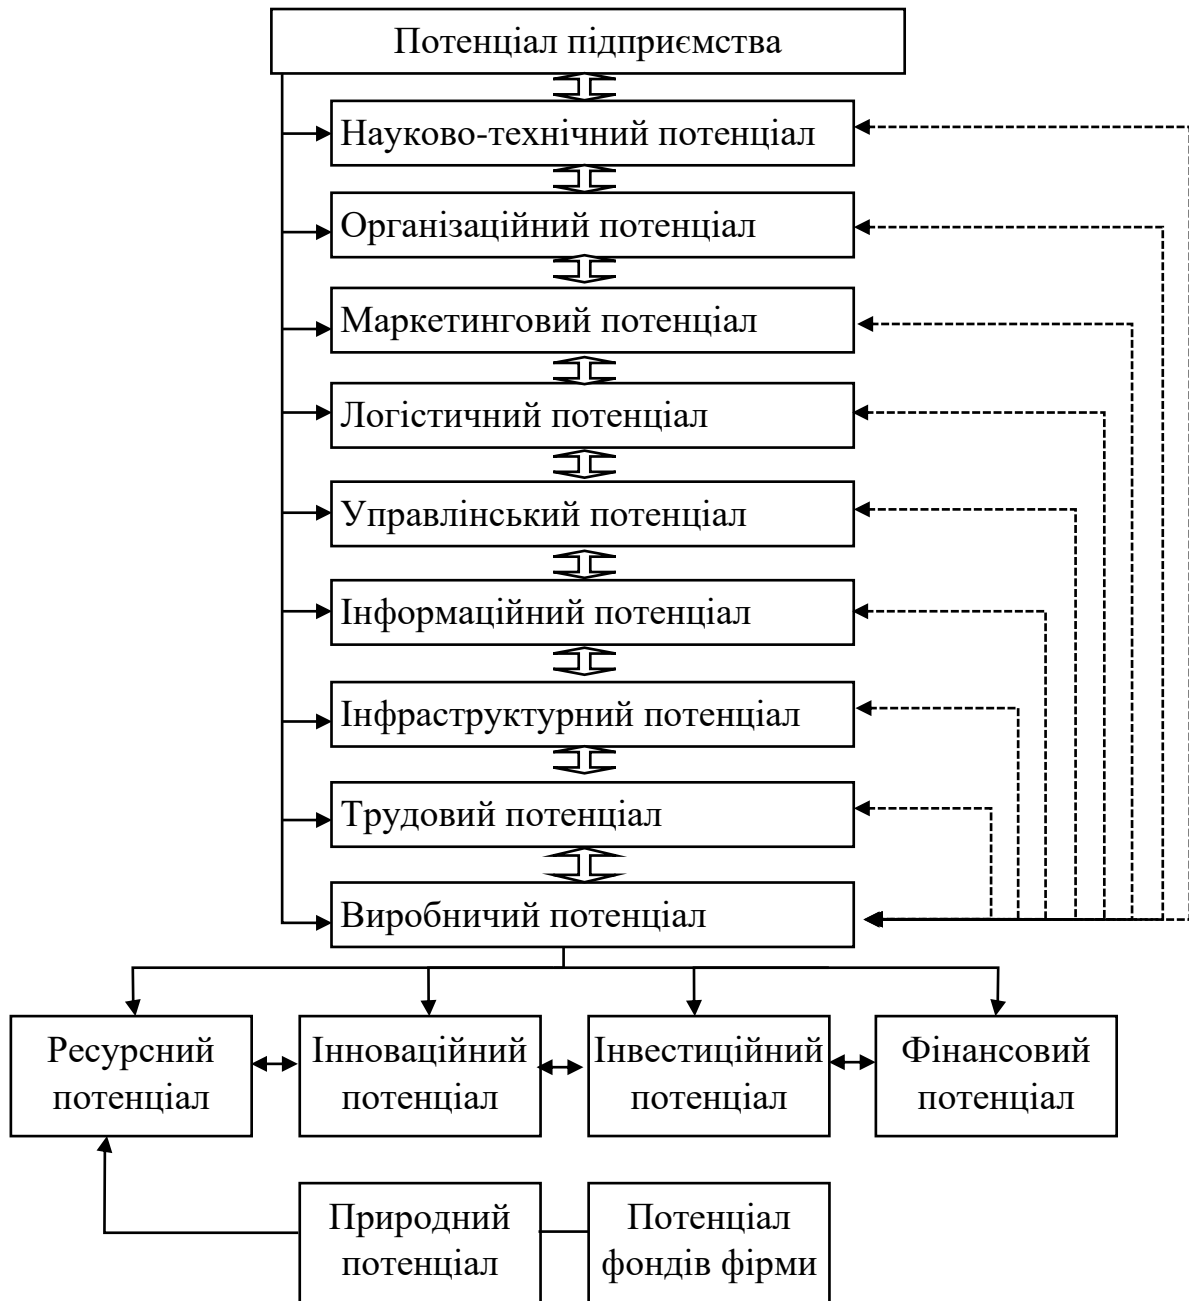 Потенціал підприємства
Науково-технічний потенціал
Організаційний потенціал
Маркетинговий потенціал
Логістичний потенціал
Управлінський потенціал
Інформаційний потенціал
Інфраструктурний потенціал
Трудовий потенціал
Виробничий потенціал
Ресурсний
потенціал
Інноваційний
потенціал
Інвестиційний
потенціал
Фінансовий
потенціал
Природний
потенціал
Потенціал
фондів фірми